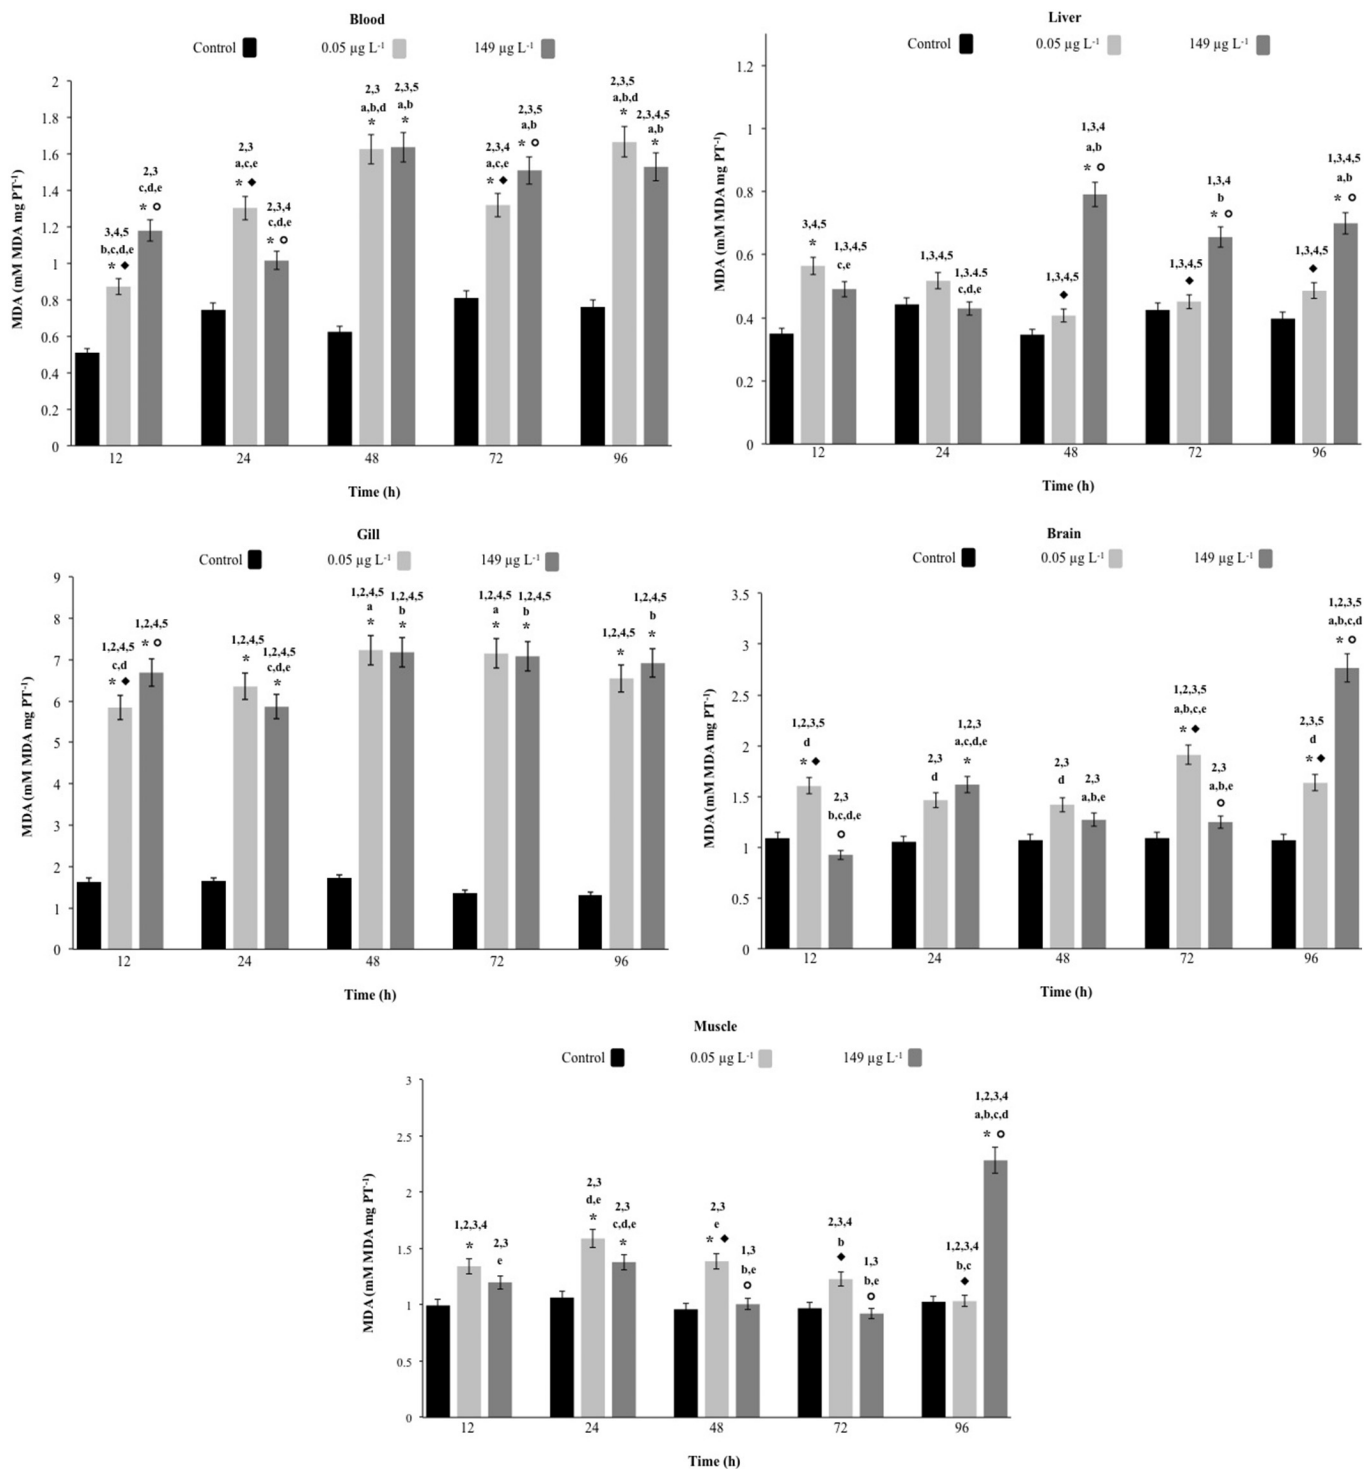 Blood
Control 0.05 µg L⁻¹ 149 µg L⁻¹
MDA (mM MDA mg PT⁻¹)
2
1.8
1.6
1.4
1.2
1
0.8
0.6
0.4
0.2
0
3,4,5
b,c,d,e
* ◆
2,3
c,d,e
* o
2,3
a,c,e
* ◆
2,3,4
c,d,e
* o
2,3
a,b,d
*
2,3,5
a,b
*
2,3,4
a,c,e
* ◆
2,3,5
a,b
* o
2,3,5
a,b,d
*
2,3,4,5
a,b
*
12 24 48 72 96
Time (h)
Liver
Control 0.05 µg L⁻¹ 149 µg L⁻¹
MDA (mM MDA mg PT⁻¹)
1.2
1
0.8
0.6
0.4
0.2
0
3,4,5
*
1,3,4,5
c,e
1,3,4,5
1,3,4,5
c,d,e
1,3,4,5
◆
1,3,4
a,b
* o
1,3,4,5
◆
1,3,4
b
* o
1,3,4,5
◆
1,3,4,5
a,b
* o
12 24 48 72 96
Time (h)
Gill
Control 0.05 µg L⁻¹ 149 µg L⁻¹
MDA (mM MDA mg PT⁻¹)
9
8
7
6
5
4
3
2
1
0
1,2,4,5
c,d
* ◆
1,2,4,5
* o
1,2,4,5
*
1,2,4,5
c,d,e
*
1,2,4,5
a
*
1,2,4,5
b
*
1,2,4,5
a
*
1,2,4,5
b
*
1,2,4,5
*
1,2,4,5
b
*
12 24 48 72 96
Time (h)
Brain
Control 0.05 µg L⁻¹ 149 µg L⁻¹
MDA (mM MDA mg PT⁻¹)
3.5
3
2.5
2
1.5
1
0.5
0
1,2,3,5
d
* ◆
2,3
b,c,d,e
o
2,3
d
1,2,3
a,c,d,e
*
2,3
d
2,3
a,b,e
1,2,3,5
a,b,c,e
* ◆
2,3
a,b,e
o
2,3,5
d
* ◆
1,2,3,5
a,b,c,d
* o
12 24 48 72 96
Time (h)
Muscle
Control 0.05 µg L⁻¹ 149 µg L⁻¹
MDA (mM MDA mg PT⁻¹)
3
2.5
2
1.5
1
0.5
0
1,2,3,4
*
2,3
e
2,3
d,e
*
2,3
c,d,e
*
2,3
e
* ◆
1,3
b,e
o
2,3,4
b
◆
1,3
b,e
o
1,2,3,4
b,c
◆
1,2,3,4
a,b,c,d
* o
12 24 48 72 96
Time (h)